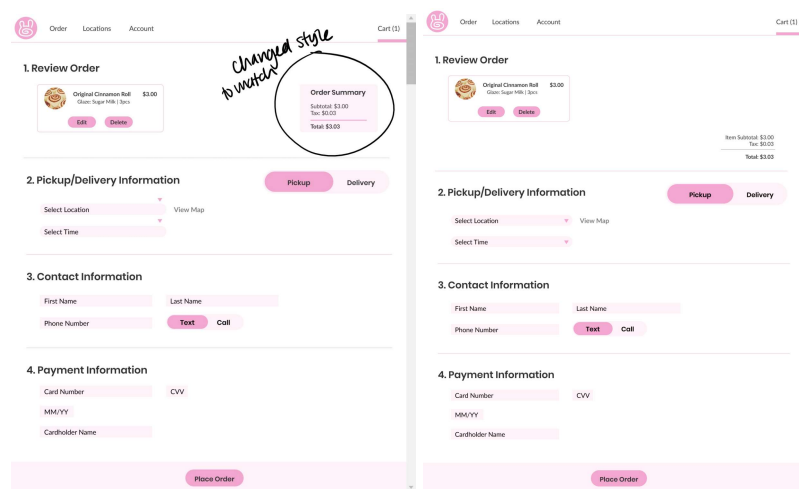 Order Locations Account Cart (1)
changed style
to match
1. Review Order
Original Cinnamon Roll $3.00
Glaze: Sugar Milk | 3pcs
Edit Delete
Order Summary
Subtotal: $3.00
Tax: $0.03
Total: $3.03
2. Pickup/Delivery Information
Pickup Delivery
Select Location View Map
Select Time
3. Contact Information
First Name Last Name
Phone Number Text Call
4. Payment Information
Card Number CVV
MM/YY
Cardholder Name
Place Order
Order Locations Account Cart (1)
1. Review Order
Original Cinnamon Roll $3.00
Glaze: Sugar Milk | 3pcs
Edit Delete
Item Subtotal: $3.00
Tax: $0.03
Total: $3.03
2. Pickup/Delivery Information
Pickup Delivery
Select Location View Map
Select Time
3. Contact Information
First Name Last Name
Phone Number Text Call
4. Payment Information
Card Number CVV
MM/YY
Cardholder Name
Place Order